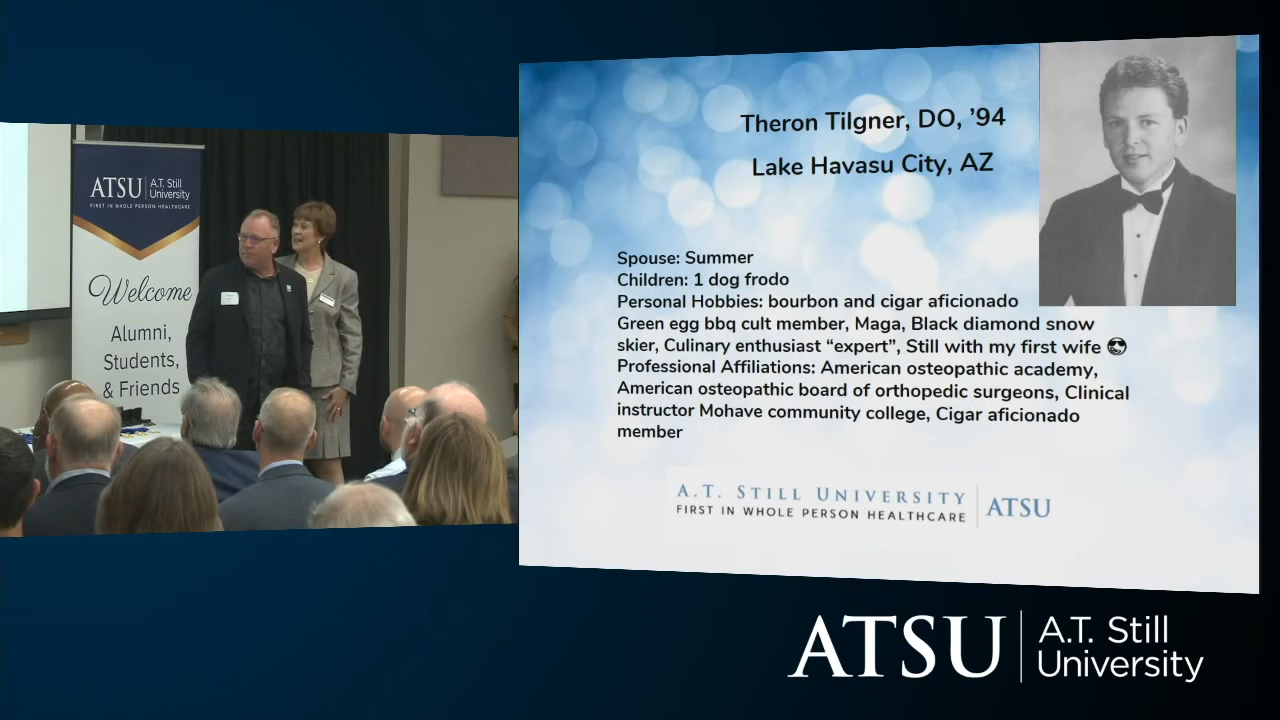 ATSU
A.T. Still
University
FIRST IN WHOLE PERSON HEALTHCARE
Welcome
Alumni,
Students,
& Friends
Theron Tilgner, DO, ’94
Lake Havasu City, AZ
Spouse: Summer
Children: 1 dog frodo
Personal Hobbies: bourbon and cigar aficionado
Green egg bbq cult member, Maga, Black diamond snow
skier, Culinary enthusiast “expert”, Still with my first wife 😎
Professional Affiliations: American osteopathic academy,
American osteopathic board of orthopedic surgeons, Clinical
instructor Mohave community college, Cigar aficionado
member
A.T. STILL UNIVERSITY
FIRST IN WHOLE PERSON HEALTHCARE
ATSU
ATSU
A.T. Still
University